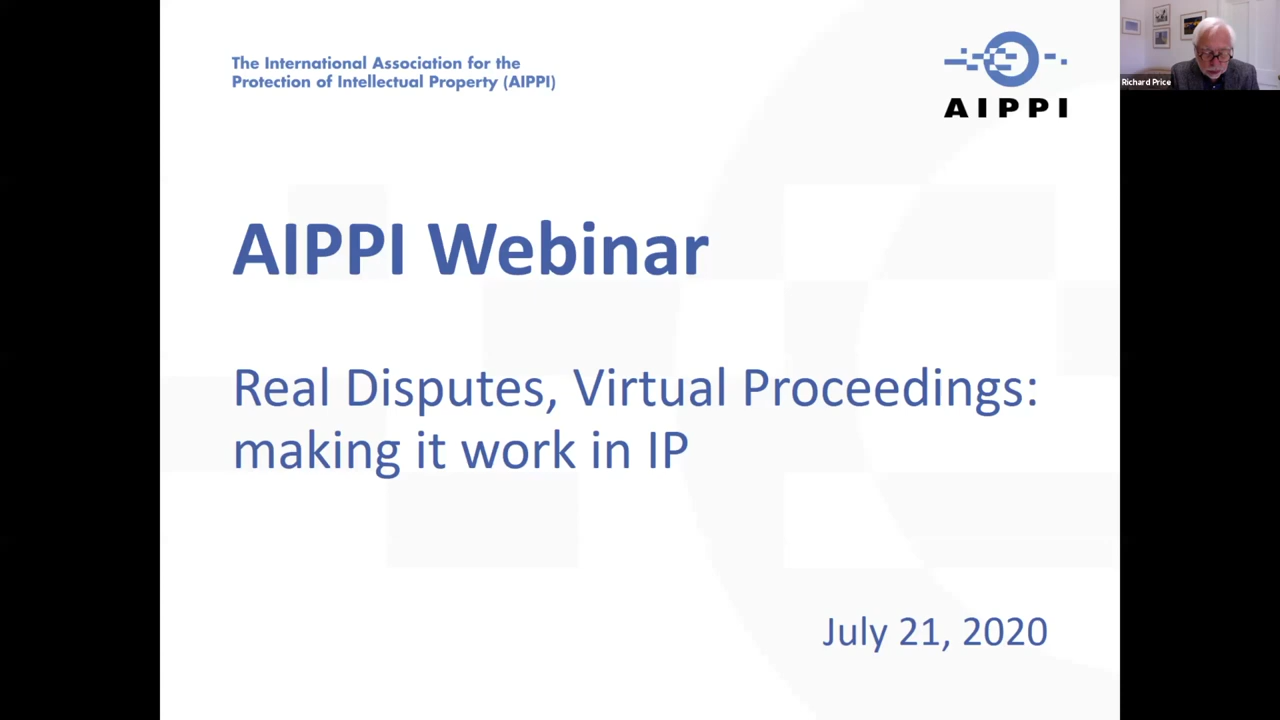 The International Association for the
Protection of Intellectual Property (AIPPI)
AIPPI
Richard Price
AIPPI Webinar
Real Disputes, Virtual Proceedings:
making it work in IP
July 21, 2020